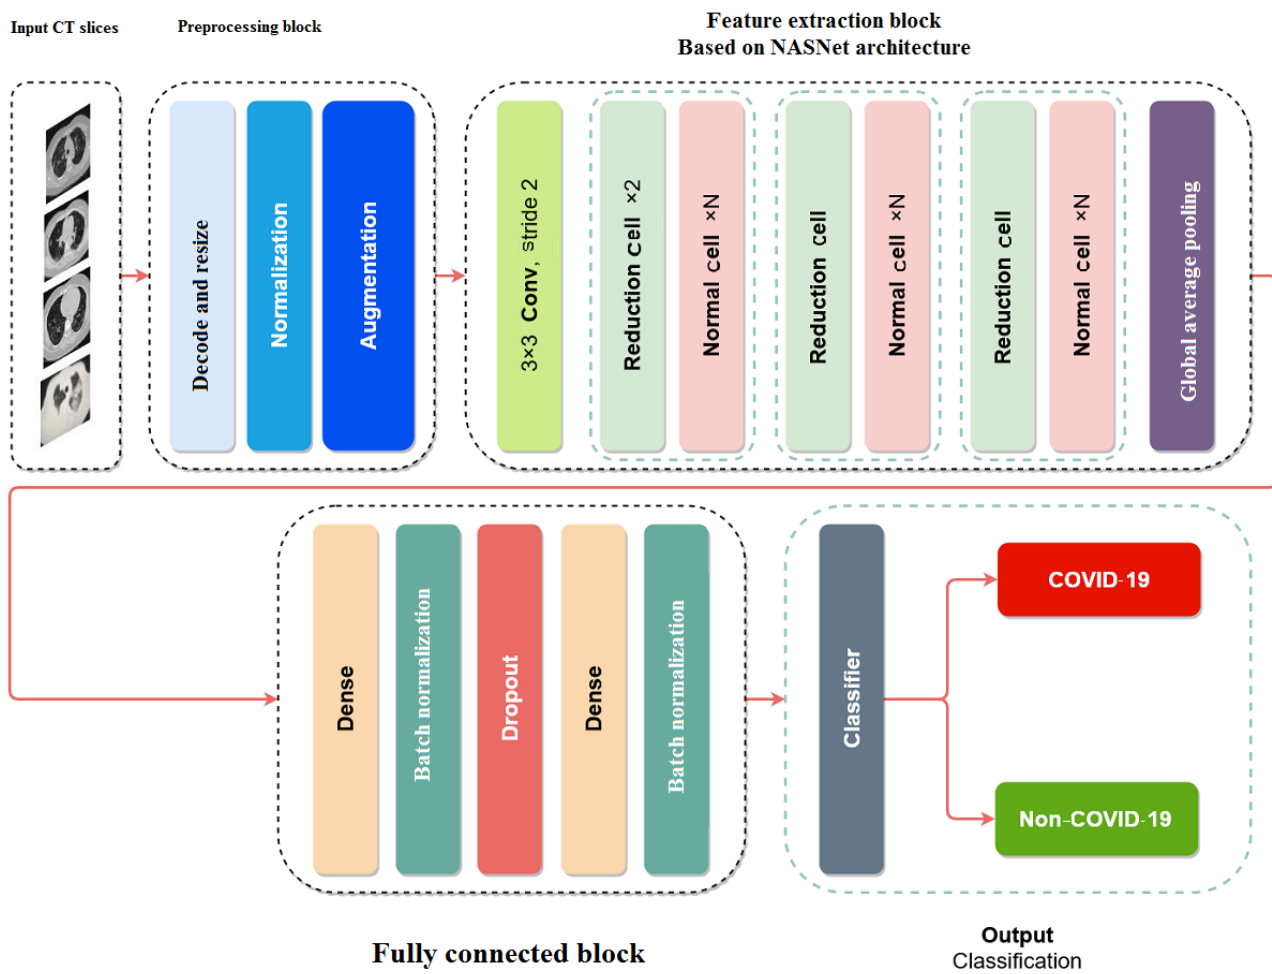 Input CT slices
Preprocessing block
Feature extraction block
Based on NASNet architecture
Decode and resize
Normalization
Augmentation
3×3 Conv, stride 2
Reduction cell ×2
Normal cell ×N
Reduction cell
Normal cell ×N
Reduction cell
Normal cell ×N
Global average pooling
Dense
Batch normalization
Dropout
Dense
Batch normalization
Classifier
COVID-19
Non-COVID-19
Fully connected block
Output
Classification